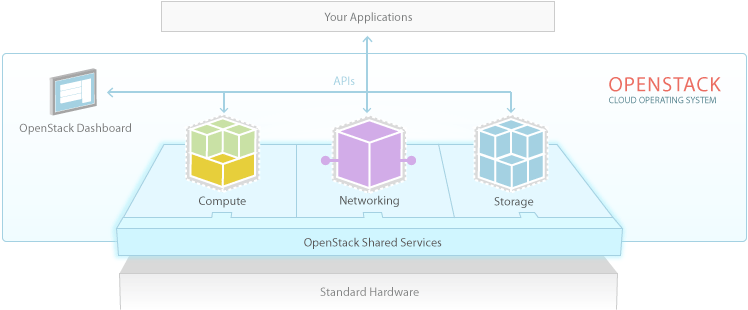 Your Applications
APIs
OPENSTACK
CLOUD OPERATING SYSTEM
OpenStack Dashboard
Compute
Networking
Storage
OpenStack Shared Services
Standard Hardware